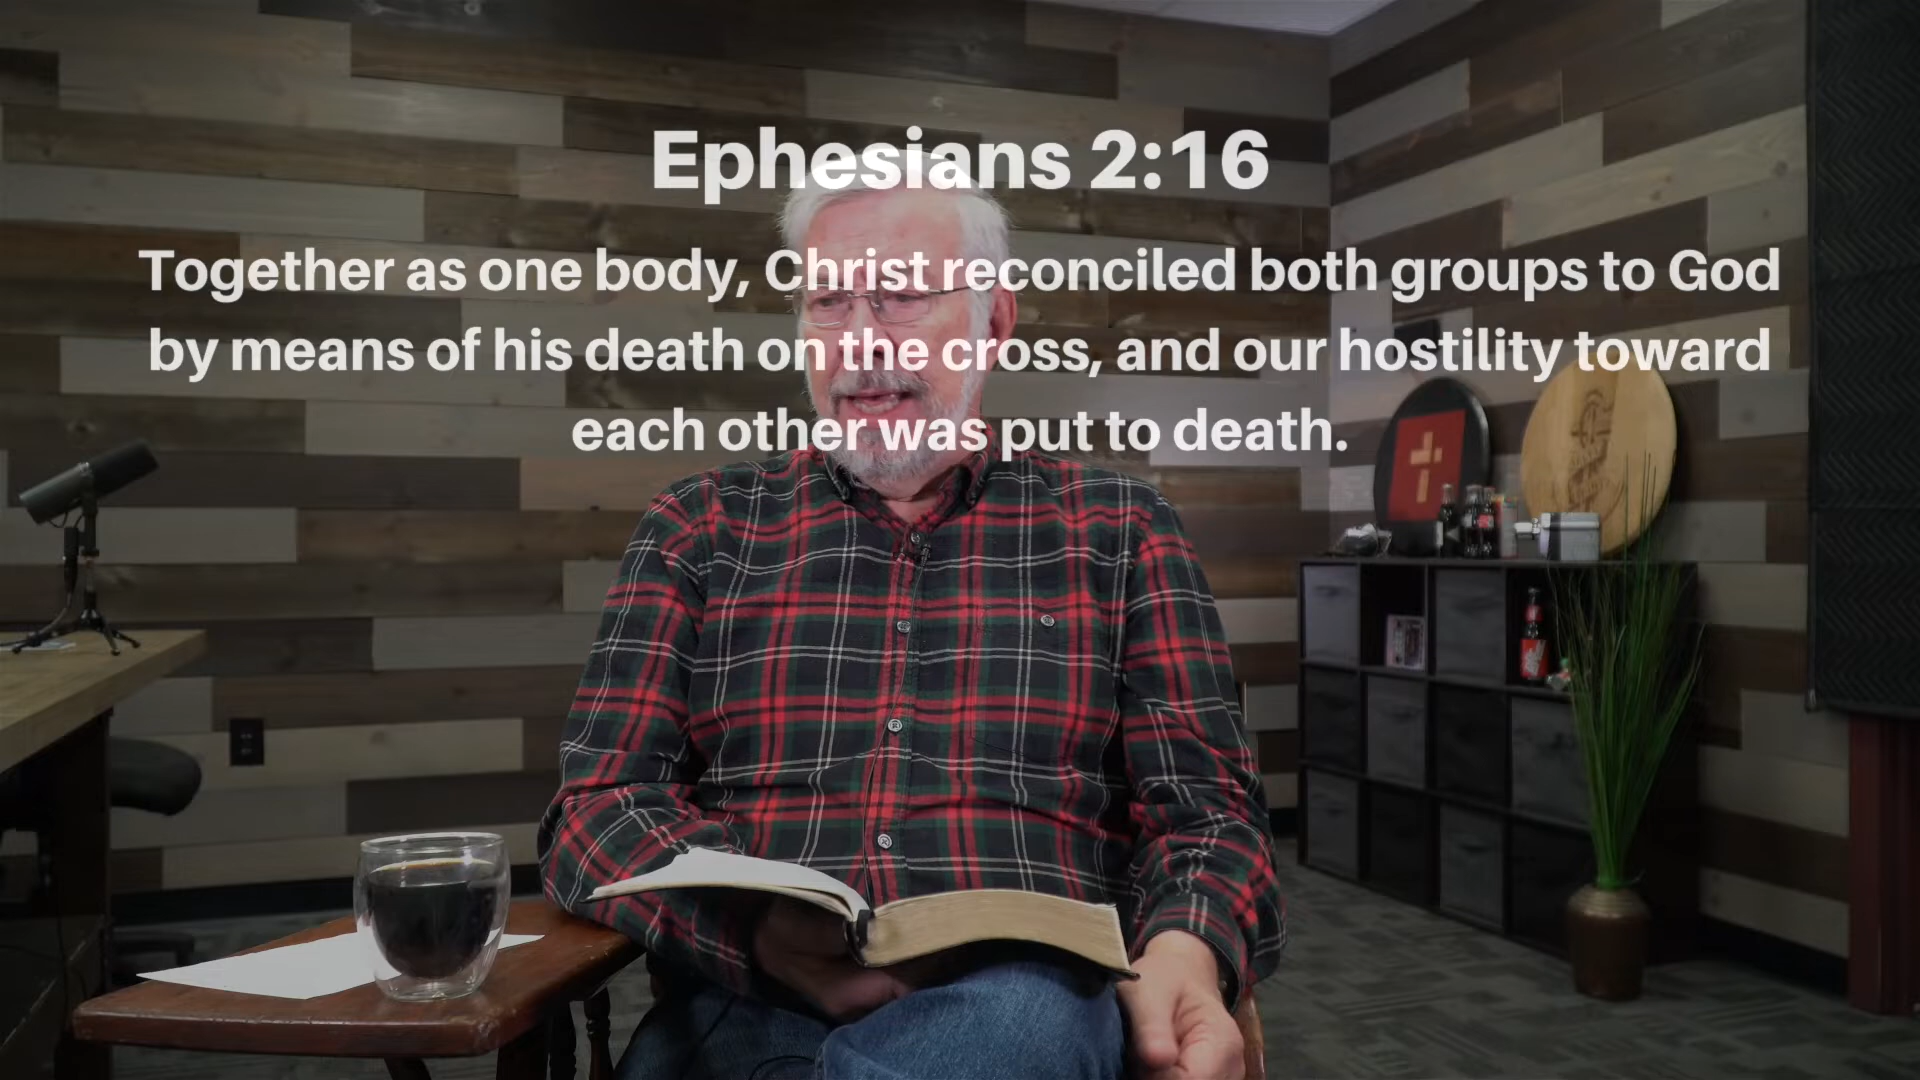 Ephesians 2:16
Together as one body, Christ reconciled both groups to God
by means of his death on the cross, and our hostility toward
each other was put to death.